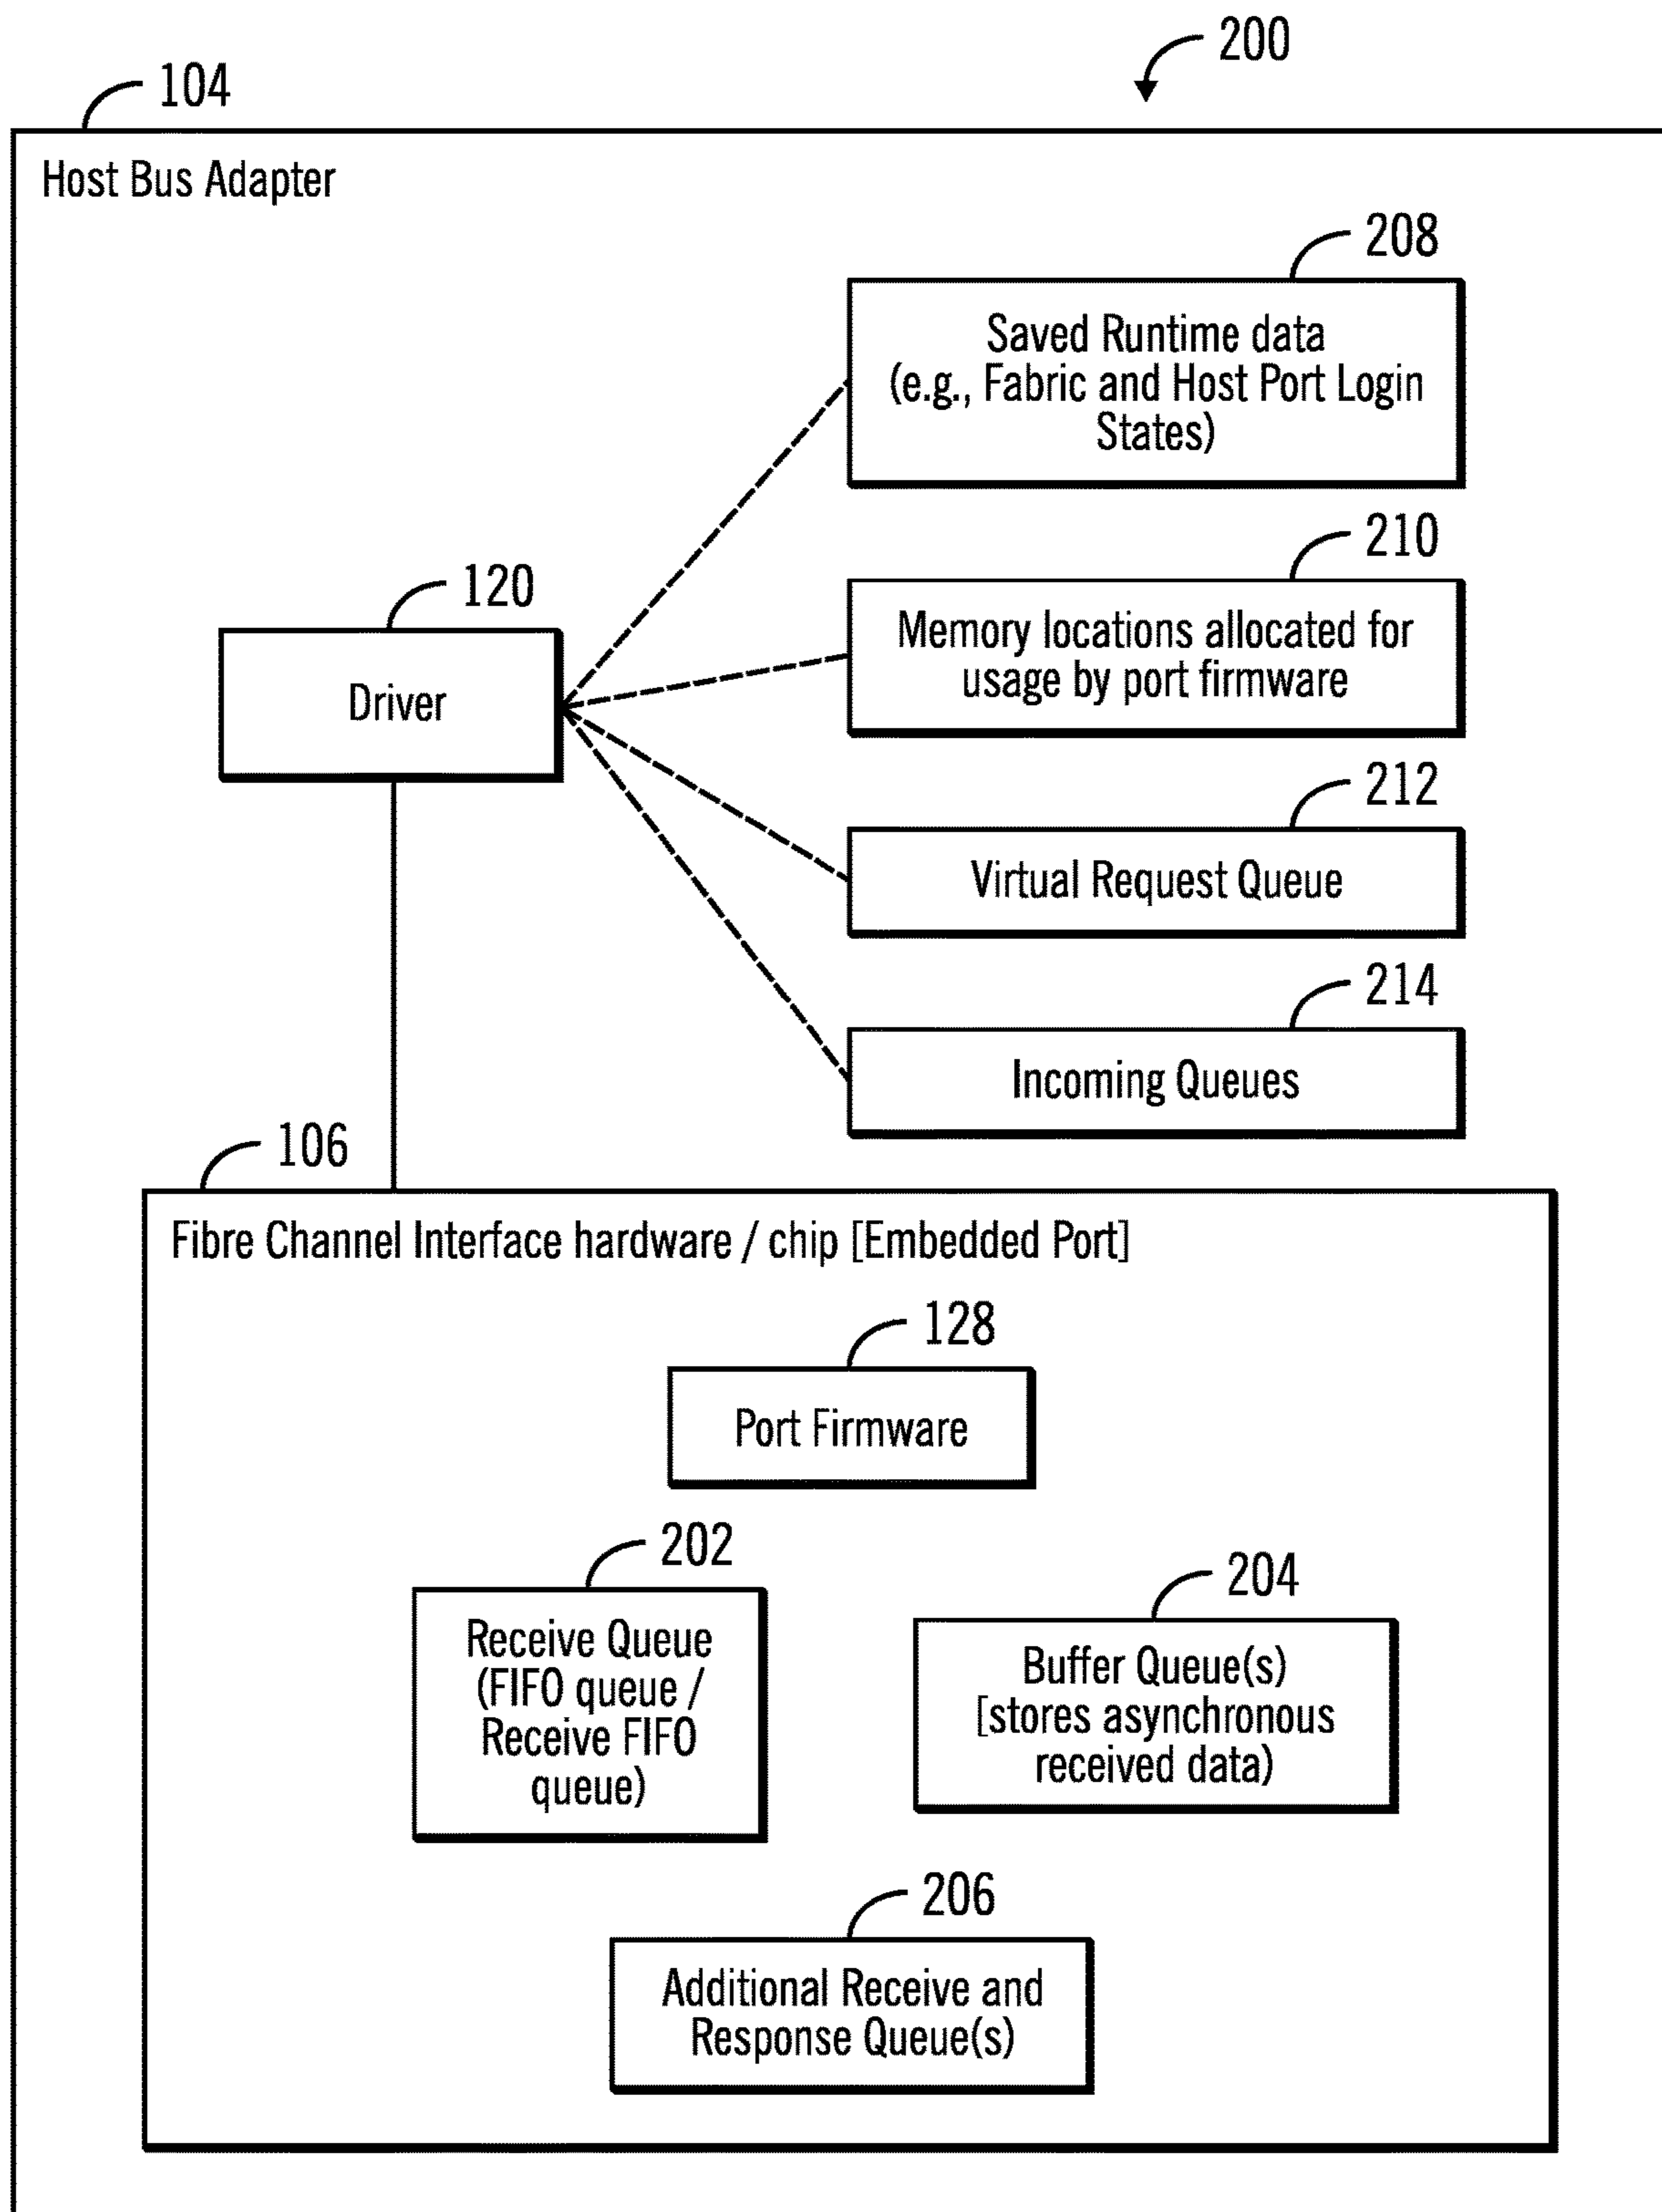 200
104
Host Bus Adapter
208
Saved Runtime data
(e.g., Fabric and Host Port Login
States)
210
Memory locations allocated for
usage by port firmware
120
Driver
212
Virtual Request Queue
214
Incoming Queues
106
Fibre Channel Interface hardware / chip [Embedded Port]
128
Port Firmware
202
Receive Queue
(FIFO queue /
Receive FIFO
queue)
204
Buffer Queue(s)
[stores asynchronous
received data)
206
Additional Receive and
Response Queue(s)